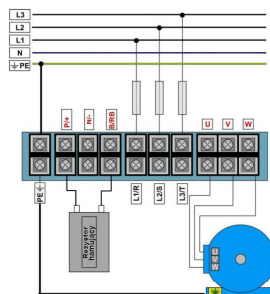 L3
L2
L1
N
PE
P/+
N/-
B/RB
U
V
W
PE
L1/R
L2/S
L3/T
Rezystor
hamujący
U
V
W